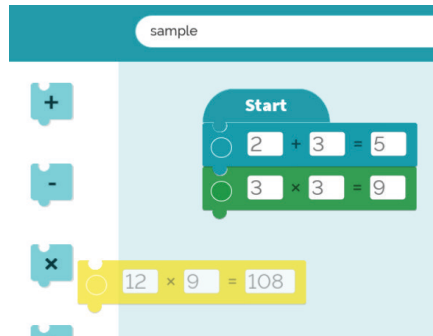 sample
+
Start
2 + 3 = 5
-
3 × 3 = 9
×
12 × 9 = 108